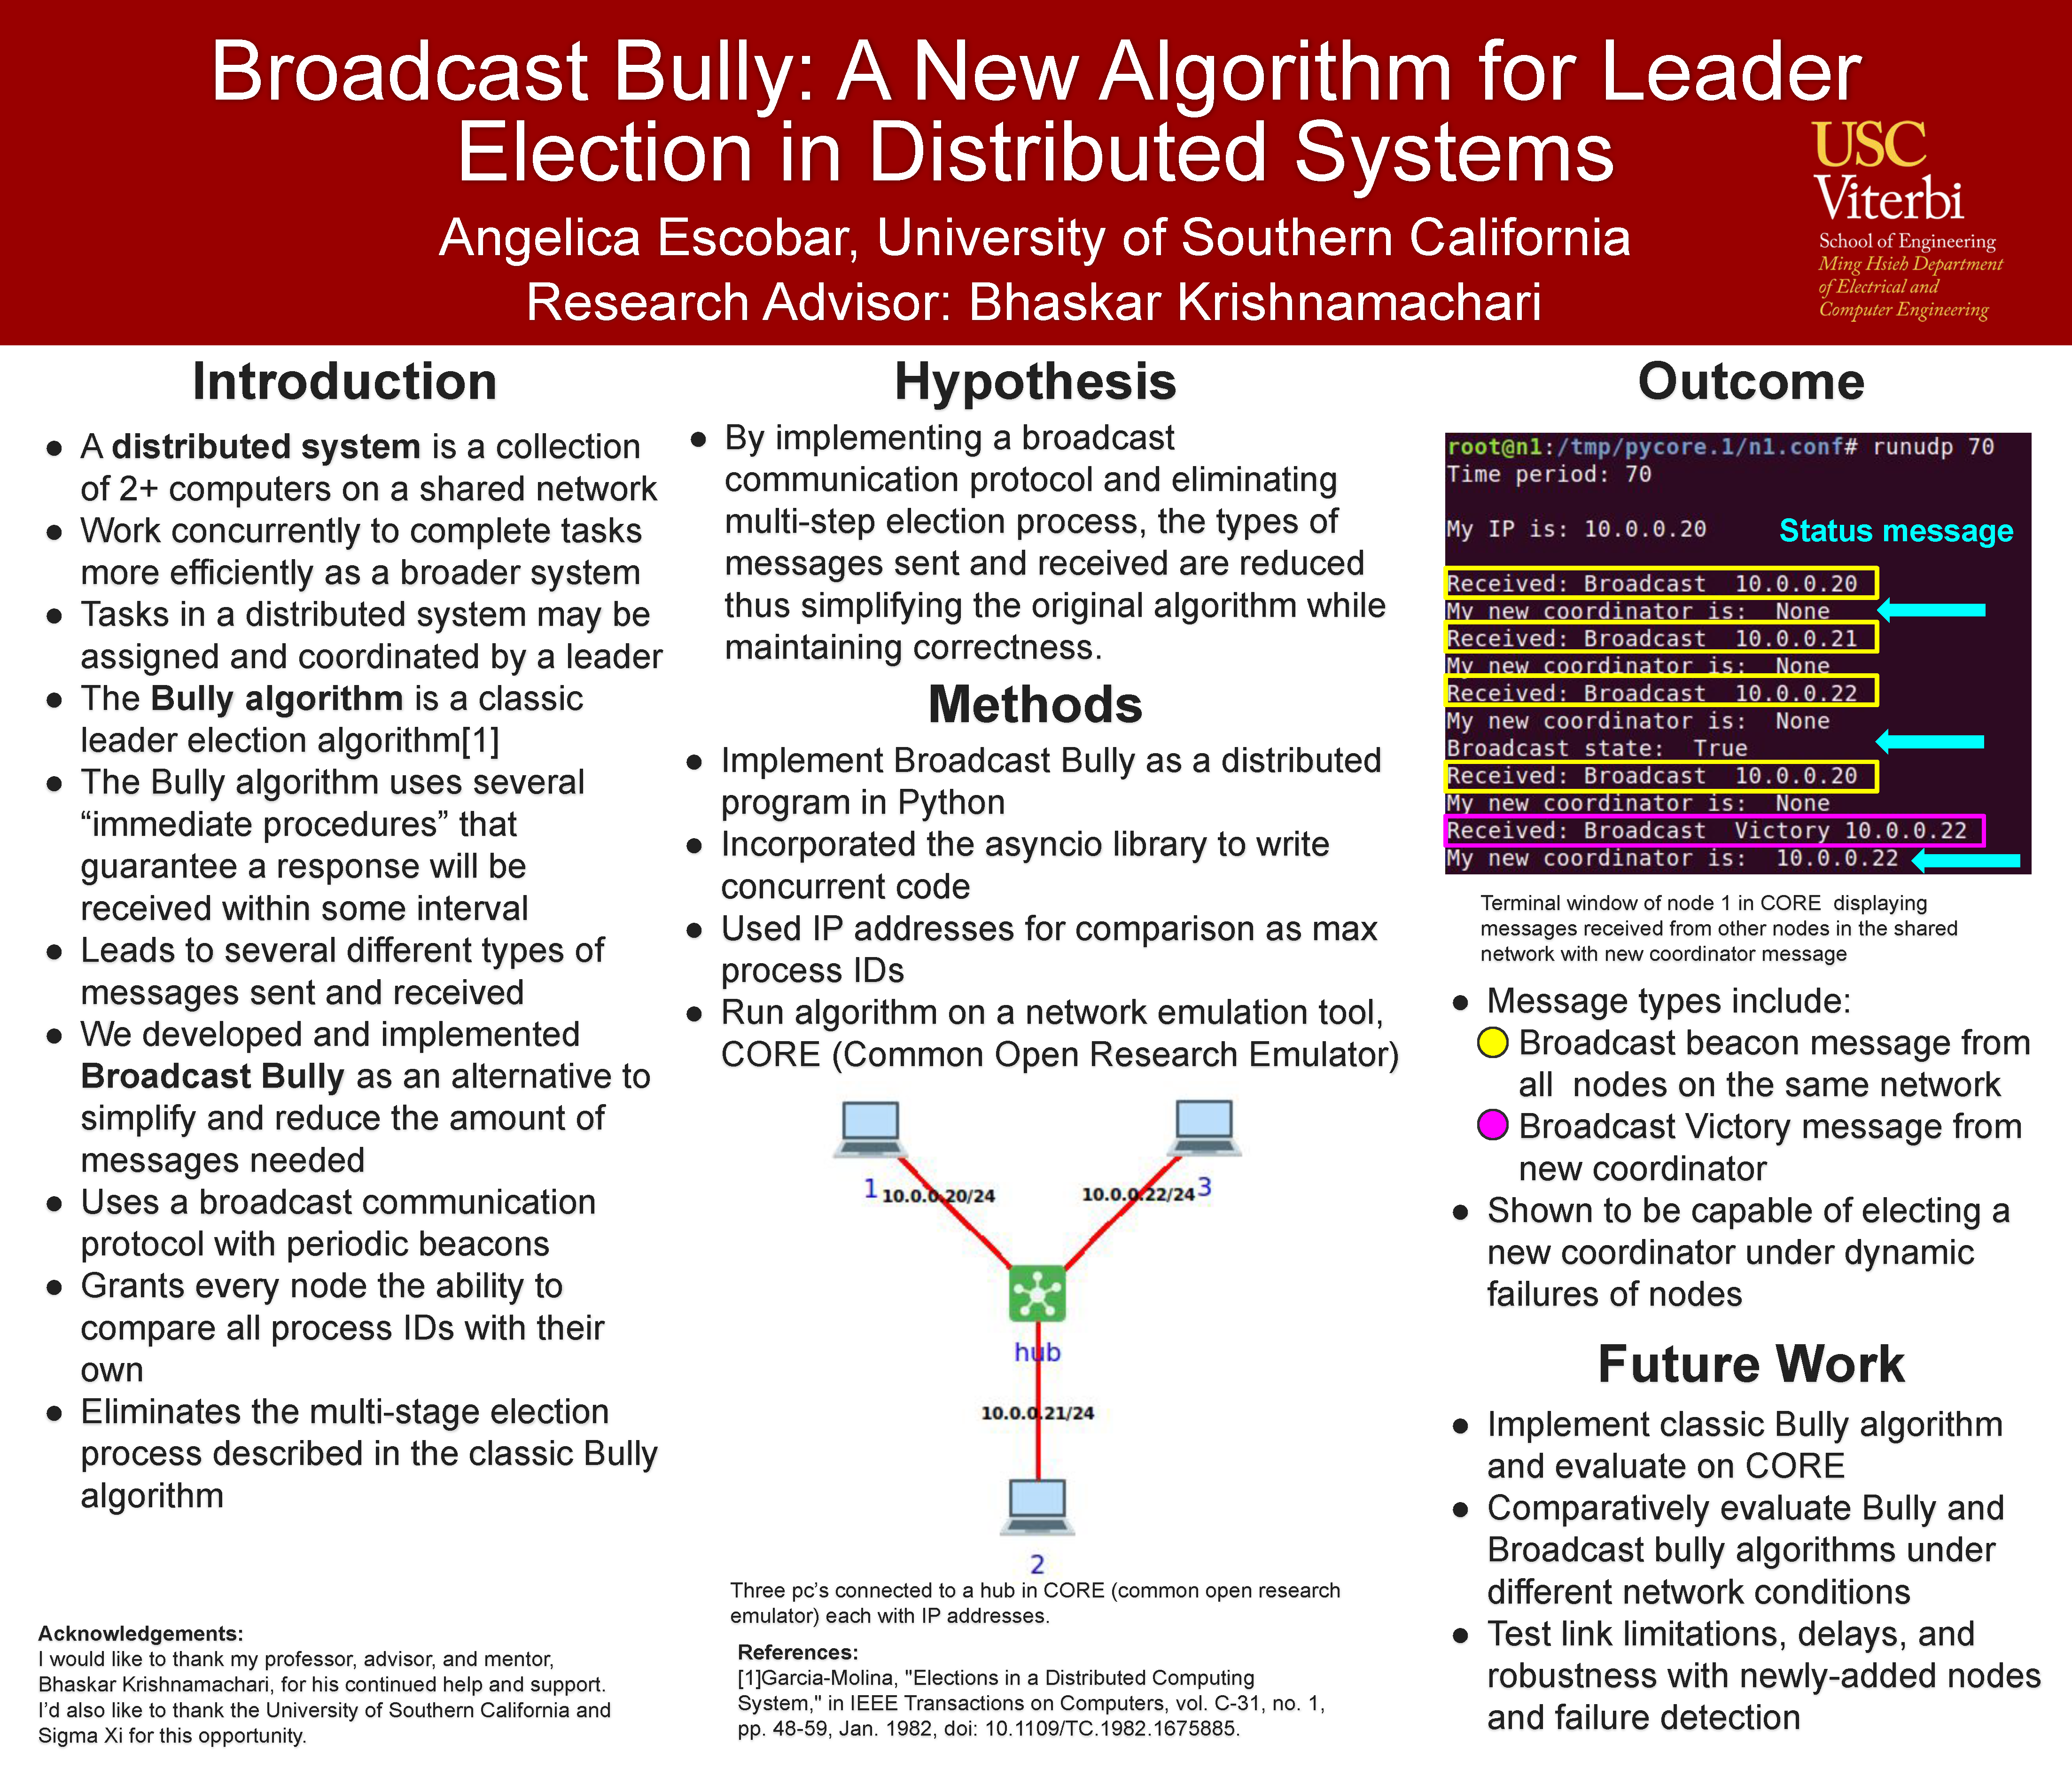 Broadcast Bully: A New Algorithm for Leader
Election in Distributed Systems
Angelica Escobar, University of Southern California
Research Advisor: Bhaskar Krishnamachari
USC
Viterbi
School of Engineering
Ming Hsieh Department
of Electrical and
Computer Engineering
Introduction
● A distributed system is a collection
of 2+ computers on a shared network
● Work concurrently to complete tasks
more efficiently as a broader system
● Tasks in a distributed system may be
assigned and coordinated by a leader
● The Bully algorithm is a classic
leader election algorithm[1]
● The Bully algorithm uses several
“immediate procedures” that
guarantee a response will be
received within some interval
● Leads to several different types of
messages sent and received
● We developed and implemented
Broadcast Bully as an alternative to
simplify and reduce the amount of
messages needed
● Uses a broadcast communication
protocol with periodic beacons
● Grants every node the ability to
compare all process IDs with their
own
● Eliminates the multi-stage election
process described in the classic Bully
algorithm
Acknowledgements:
I would like to thank my professor, advisor, and mentor,
Bhaskar Krishnamachari, for his continued help and support.
I’d also like to thank the University of Southern California and
Sigma Xi for this opportunity.
Hypothesis
● By implementing a broadcast
communication protocol and eliminating
multi-step election process, the types of
messages sent and received are reduced
thus simplifying the original algorithm while
maintaining correctness.
Methods
● Implement Broadcast Bully as a distributed
program in Python
● Incorporated the asyncio library to write
concurrent code
● Used IP addresses for comparison as max
process IDs
● Run algorithm on a network emulation tool,
CORE (Common Open Research Emulator)
1 10.0.0.20/24
10.0.0.22/24 3
hub
10.0.0.21/24
2
Three pc’s connected to a hub in CORE (common open research
emulator) each with IP addresses.
References:
[1]Garcia-Molina, "Elections in a Distributed Computing
System," in IEEE Transactions on Computers, vol. C-31, no. 1,
pp. 48-59, Jan. 1982, doi: 10.1109/TC.1982.1675885.
Outcome
root@n1:/tmp/pycore.1/n1.conf# runudp 70
Time period: 70
My IP is: 10.0.0.20
Status message
Received: Broadcast 10.0.0.20
My new coordinator is: None
Received: Broadcast 10.0.0.21
My new coordinator is: None
Received: Broadcast 10.0.0.22
My new coordinator is: None
Broadcast state: True
Received: Broadcast 10.0.0.20
My new coordinator is: None
Received: Broadcast Victory 10.0.0.22
My new coordinator is: 10.0.0.22
Terminal window of node 1 in CORE displaying
messages received from other nodes in the shared
network with new coordinator message
● Message types include:
Broadcast beacon message from
all nodes on the same network
Broadcast Victory message from
new coordinator
● Shown to be capable of electing a
new coordinator under dynamic
failures of nodes
Future Work
● Implement classic Bully algorithm
and evaluate on CORE
● Comparatively evaluate Bully and
Broadcast bully algorithms under
different network conditions
● Test link limitations, delays, and
robustness with newly-added nodes
and failure detection